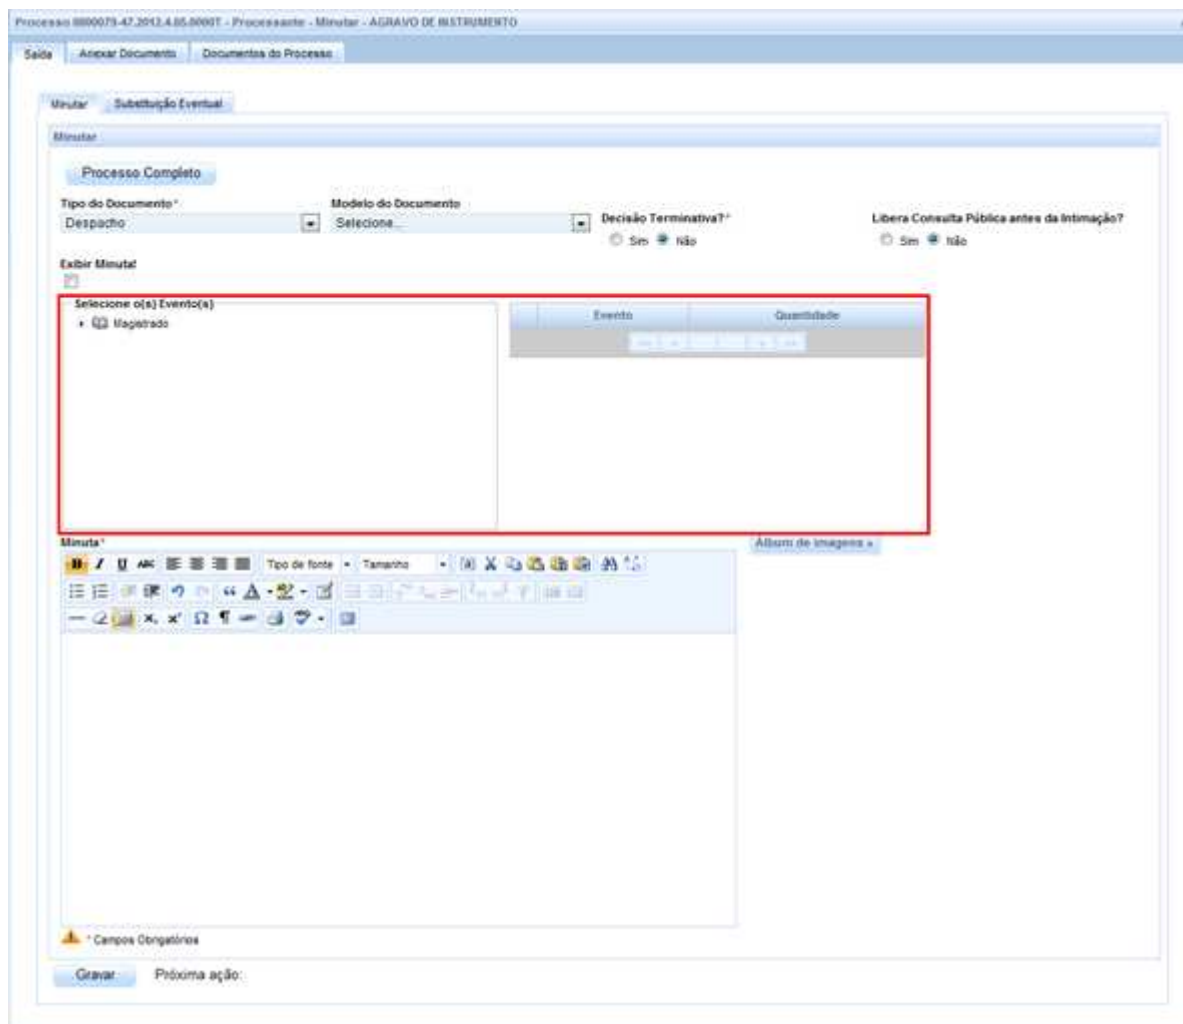 Processo 0000079-47.2012.4.05.0000T - Processante - Minutar - AGRAVO DE INSTRUMENTO
Saída Anexar Documento Documentos do Processo
Minutar Substituição Eventual
Minutar
Processo Completo
Tipo do Documento* Modelo do Documento
Despacho Selecione... Decisão Terminativa?* Libera Consulta Pública antes da Intimação?
Sim Não Sim Não
Exibir Minuta!
Selecione o(s) Evento(s)
Magistrado
Evento Quantidade
Minuta* Álbum de Imagens »
B I U ABC Tipo de fonte Tamanho
* Campos Obrigatórios
Gravar Próxima ação: